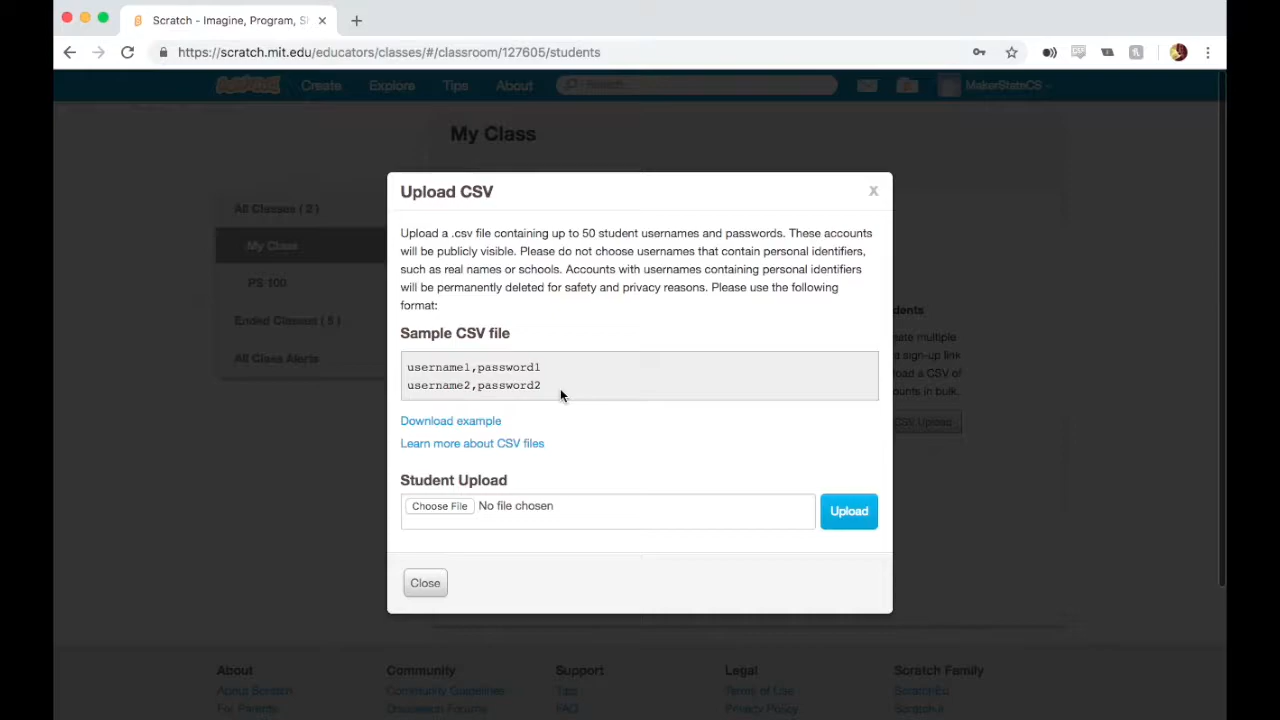 Scratch - Imagine, Program, S
https://scratch.mit.edu/educators/classes/#/classroom/127605/students
SCRATCH Create Explore Tips About Search MakerStateCS
My Class
All Classes ( 2 )
My Class
PS 100
Ended Classes ( 5 )
All Class Alerts
Upload CSV
X
Upload a .csv file containing up to 50 student usernames and passwords. These accounts
will be publicly visible. Please do not choose usernames that contain personal identifiers,
such as real names or schools. Accounts with usernames containing personal identifiers
will be permanently deleted for safety and privacy reasons. Please use the following
format:
Sample CSV file
username1,password1
username2,password2
Download example
Learn more about CSV files
Student Upload
Choose File No file chosen
Upload
Close
dents
eate multiple
a sign-up link
load a CSV of
counts in bulk.
CSV Upload
About
About Scratch
For Parents
Community
Community Guidelines
Discussion Forums
Support
Tips
FAQ
Legal
Terms of Use
Privacy Policy
Scratch Family
ScratchEd
ScratchJr